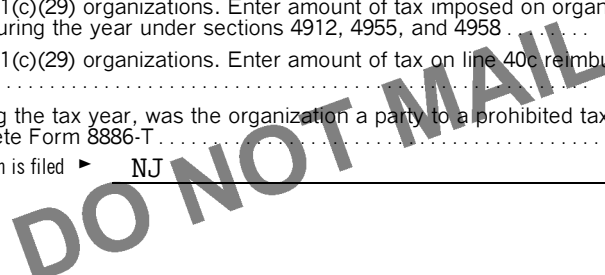 1(c)(29) organizations. Enter amount of tax imposed on organ
uring the year under sections 4912, 4955, and 4958 ........
1(c)(29) organizations. Enter amount of tax on line 40c reimbu
g the tax year, was the organization a party to a prohibited tax
ete Form 8886-T
n is filed ► NJ
DO NOT MAIL